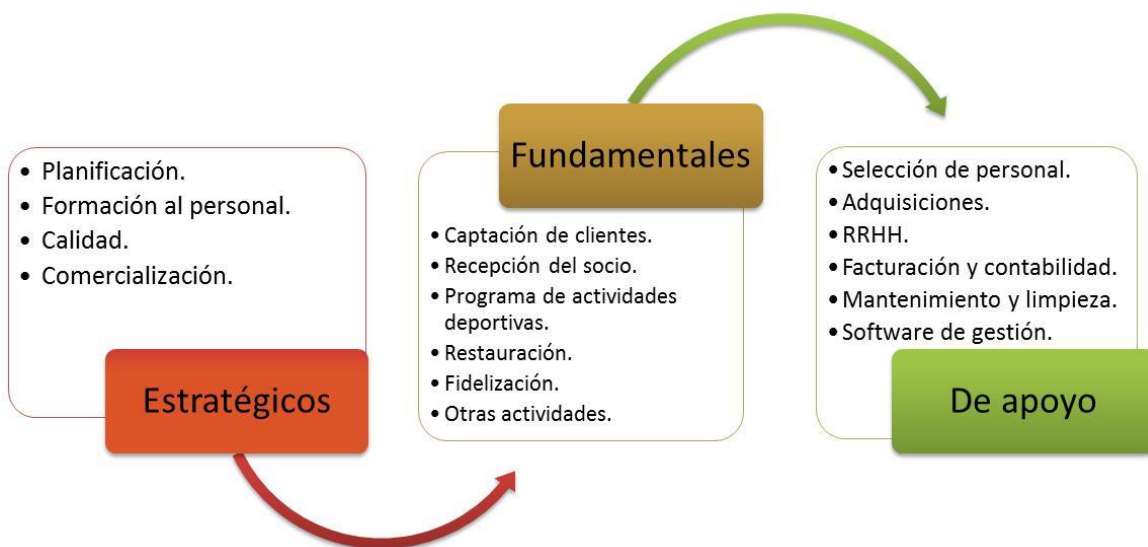 • Planificación.
• Formación al personal.
• Calidad.
• Comercialización.
Estratégicos
Fundamentales
• Captación de clientes.
• Recepción del socio.
• Programa de actividades
deportivas.
• Restauración.
• Fidelización.
• Otras actividades.
• Selección de personal.
• Adquisiciones.
• RRHH.
• Facturación y contabilidad.
• Mantenimiento y limpieza.
• Software de gestión.
De apoyo